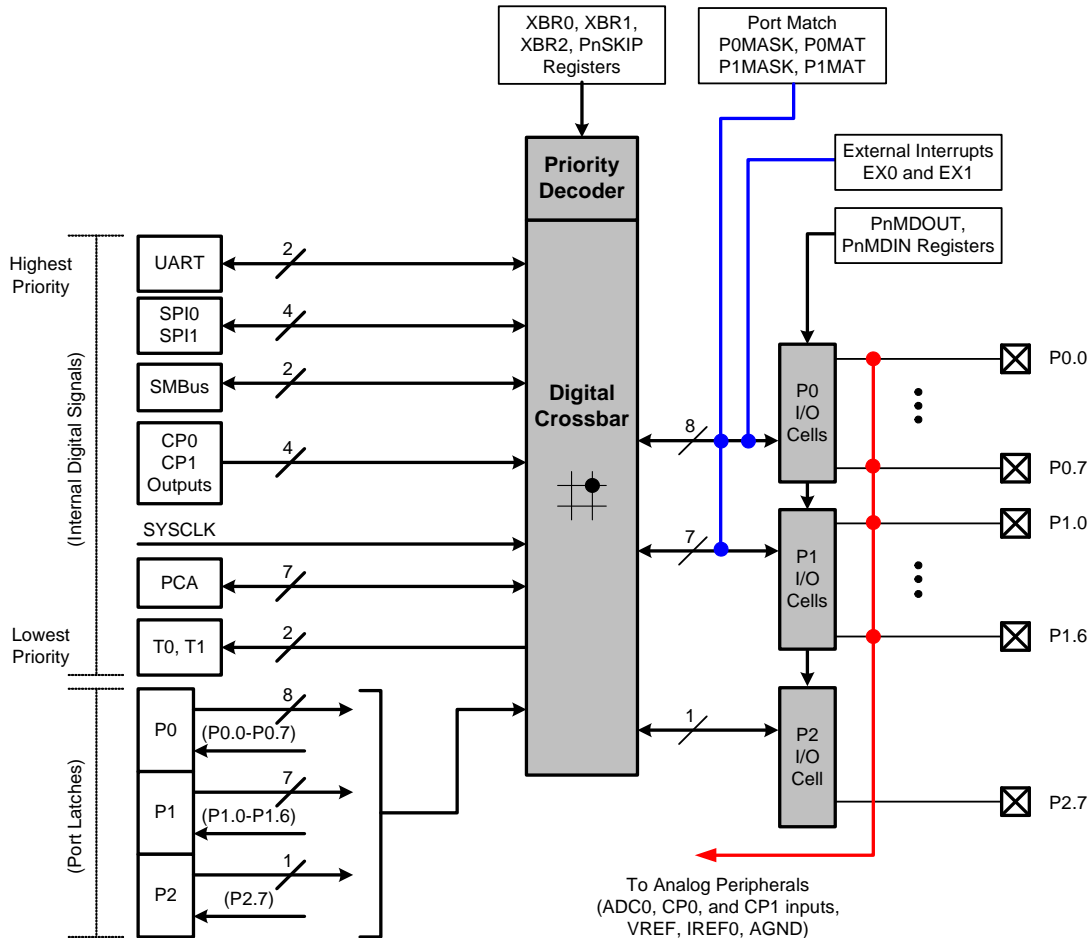 XBR0, XBR1,
XBR2, PnSKIP
Registers
Port Match
P0MASK, P0MAT
P1MASK, P1MAT
External Interrupts
EX0 and EX1
Priority
Decoder
PnMDOUT,
PnMDIN Registers
Highest
Priority
UART
2
SPI0
SPI1
4
SMBus
2
CP0
CP1
Outputs
4
SYSCLK
PCA
7
Lowest
Priority
T0, T1
2
(Internal Digital Signals)
Digital
Crossbar
8
P0
I/O
Cells
P0.0
P0.7
7
P1
I/O
Cells
P1.0
P1.6
1
P2
I/O
Cell
P2.7
(Port Latches)
P0
8
(P0.0-P0.7)
P1
7
(P1.0-P1.6)
P2
1
(P2.7)
To Analog Peripherals
(ADC0, CP0, and CP1 inputs,
VREF, IREF0, AGND)